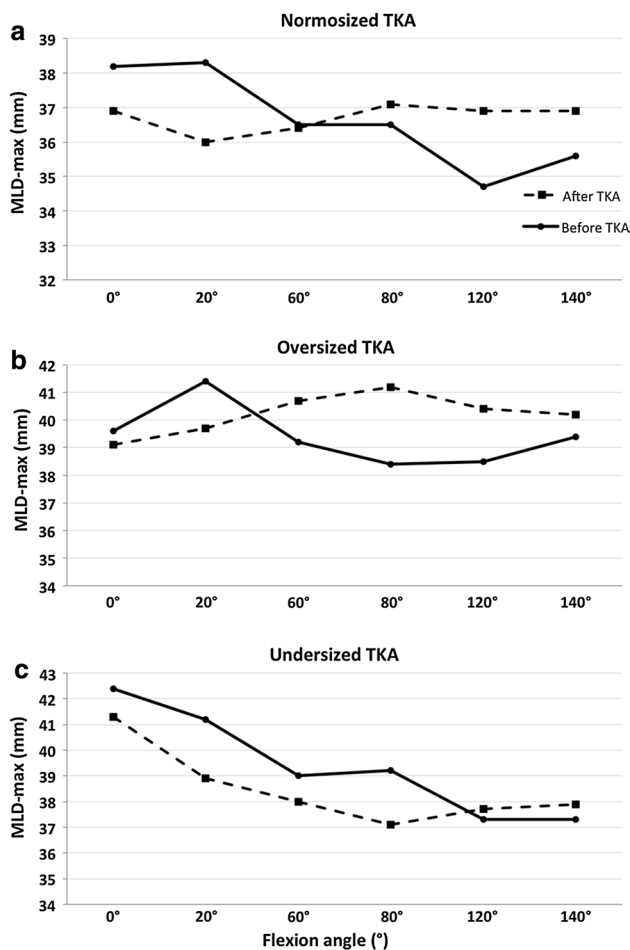 a
Normosized TKA
MLD-max (mm)
39
38
37
36
35
34
33
32
0° 20° 60° 80° 120° 140°
After TKA
Before TKA
b
Oversized TKA
MLD-max (mm)
42
41
40
39
38
37
36
35
34
0° 20° 60° 80° 120° 140°
c
Undersized TKA
MLD-max (mm)
43
42
41
40
39
38
37
36
35
34
0° 20° 60° 80° 120° 140°
Flexion angle (°)